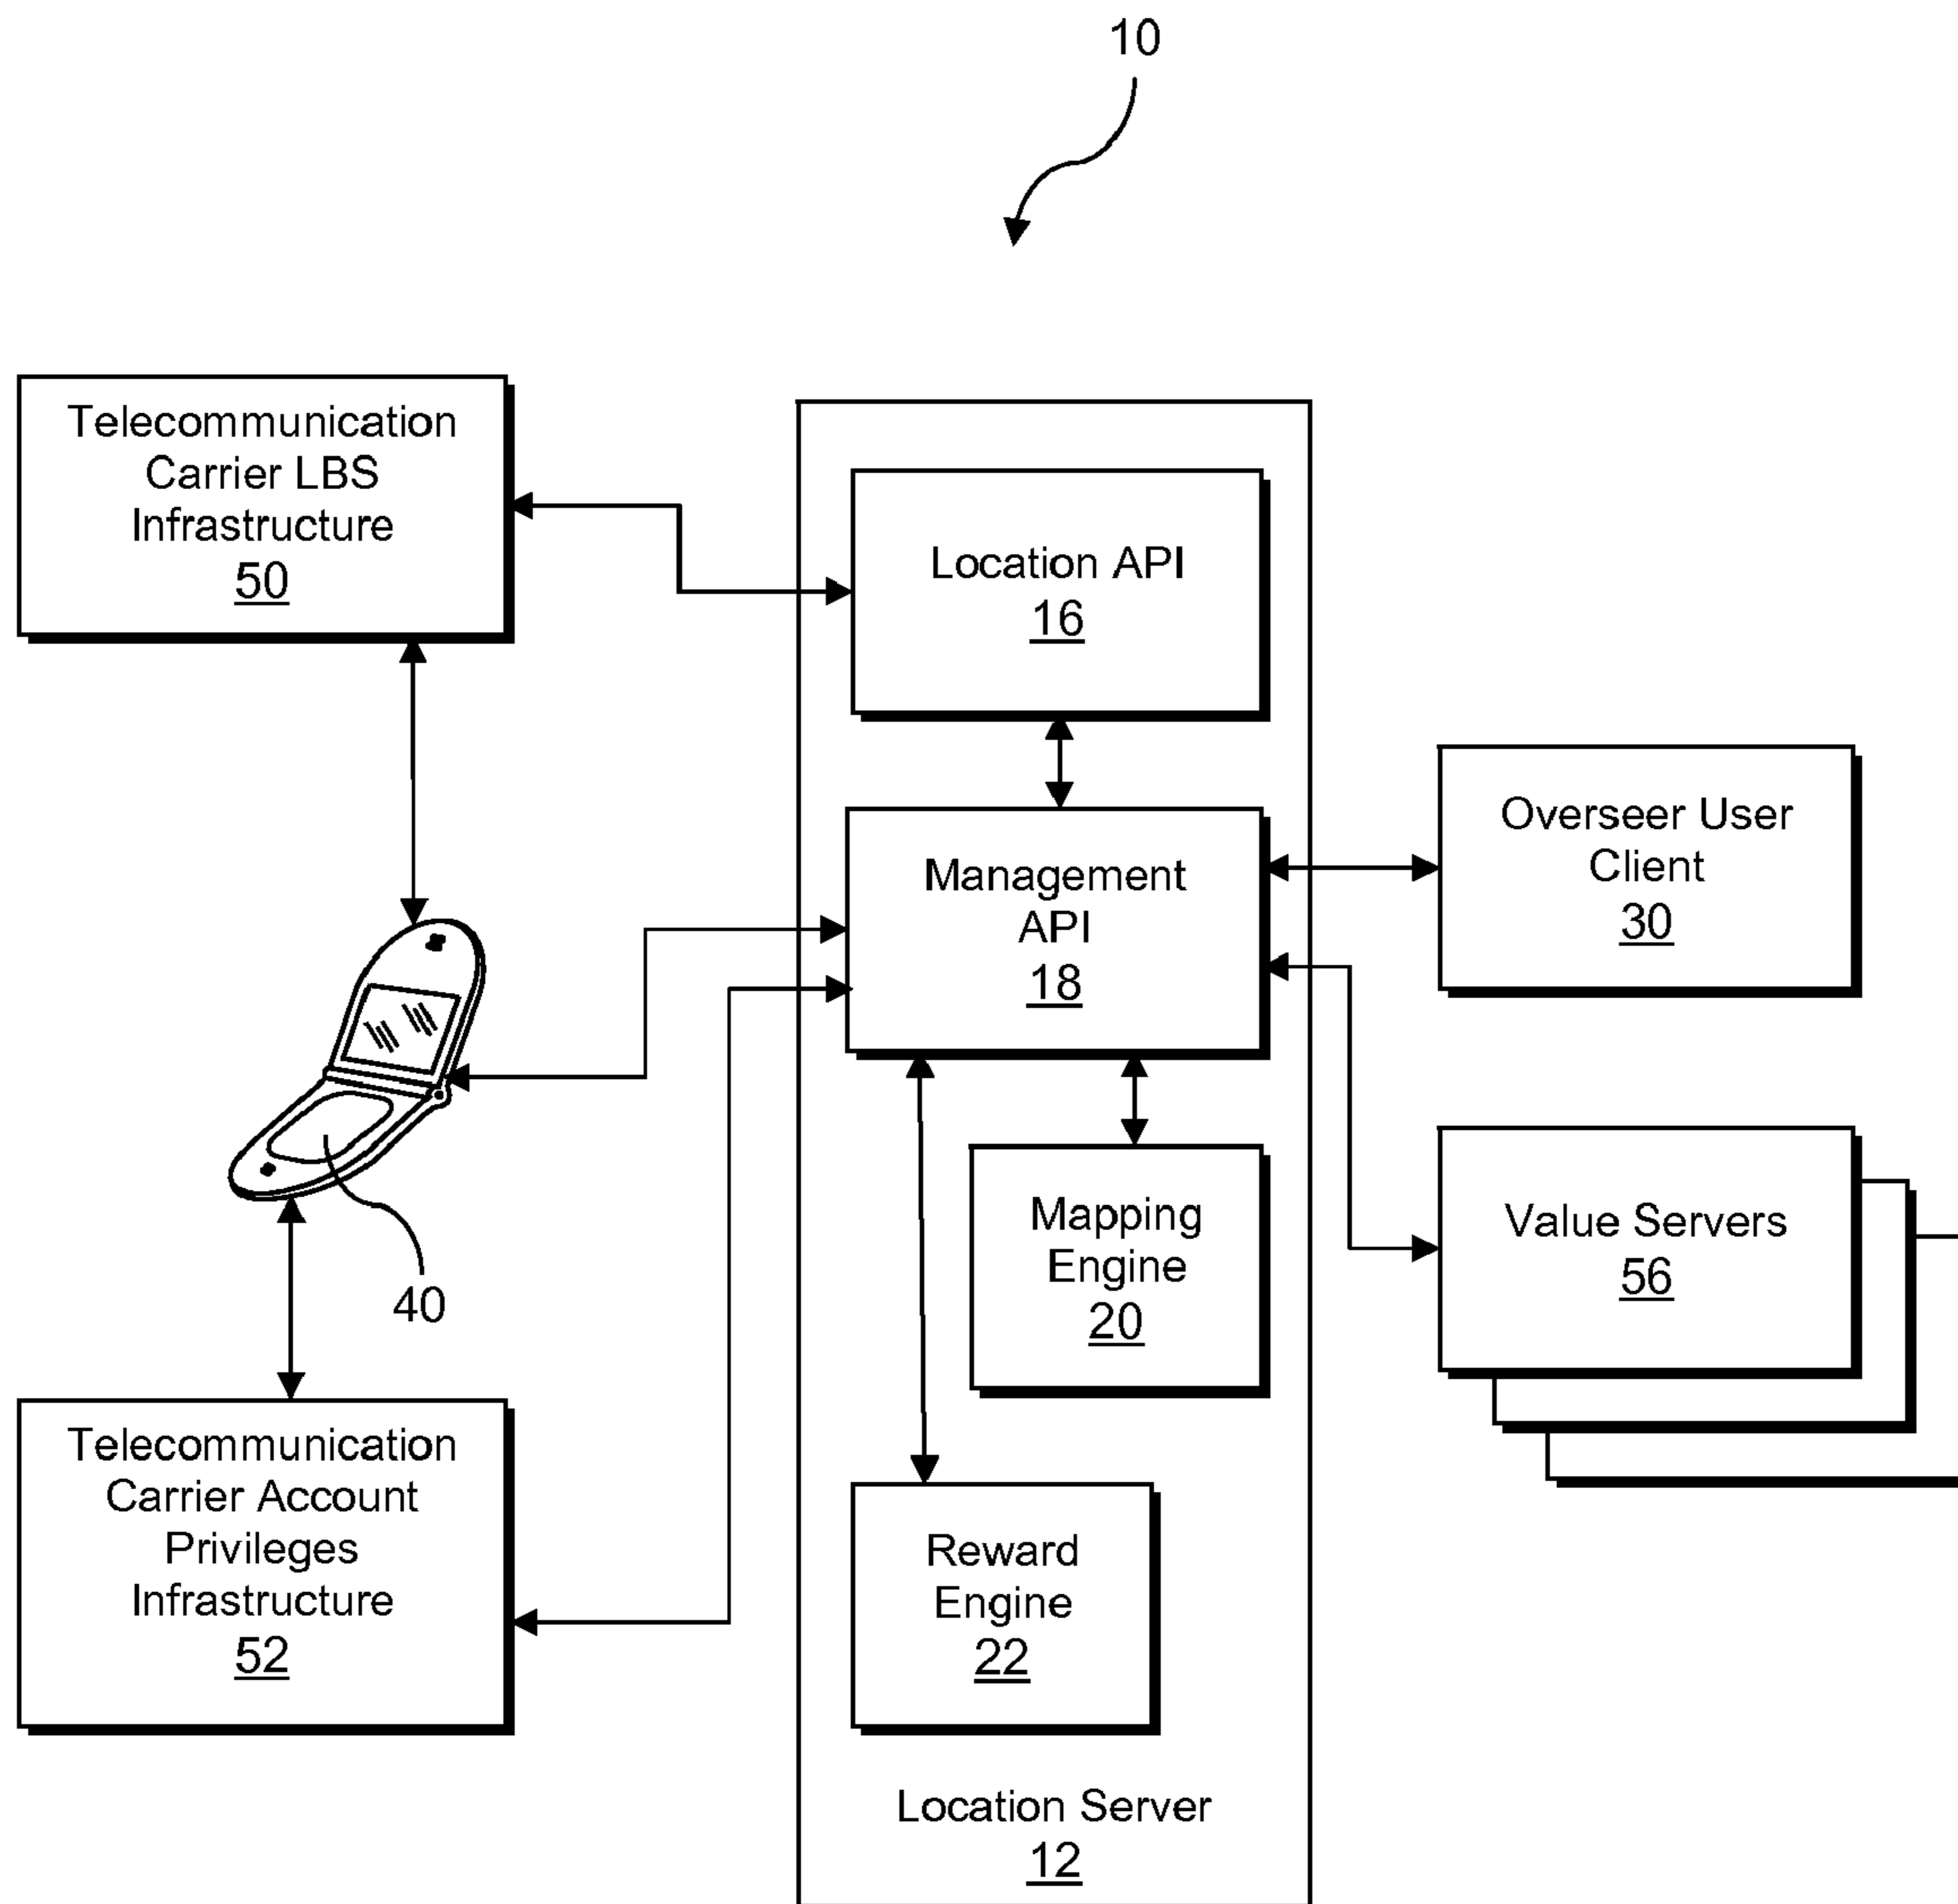 10
Telecommunication
Carrier LBS
Infrastructure
50
Location API
16
Management
API
18
Overseer User
Client
30
40
Mapping
Engine
20
Value Servers
56
Telecommunication
Carrier Account
Privileges
Infrastructure
52
Reward
Engine
22
Location Server
12